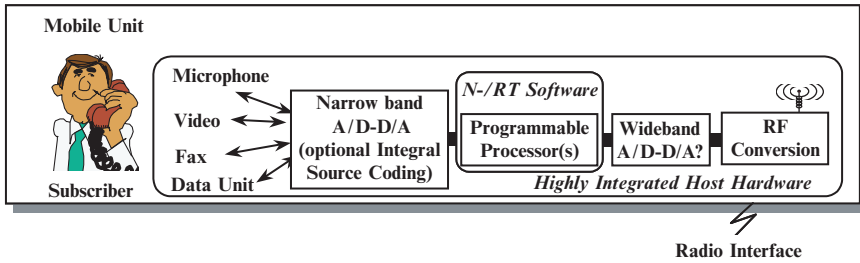 Mobile Unit
Subscriber
Microphone
Video
Fax
Data Unit
Narrow band
A/D-D/A
(optional Integral
Source Coding)
N-/RT Software
Programmable
Processor(s)
Wideband
A/D-D/A?
RF
Conversion
Highly Integrated Host Hardware
Radio Interface